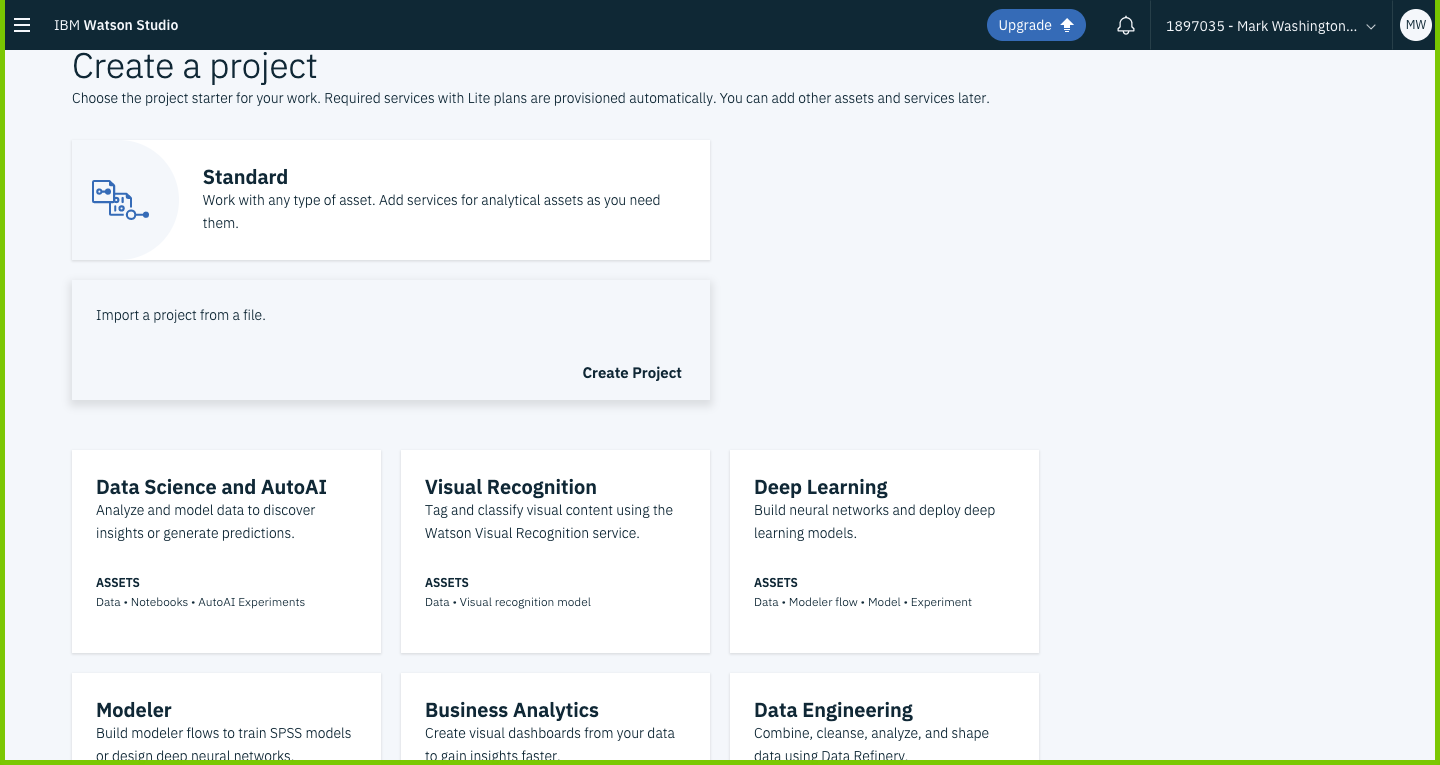 IBM Watson Studio
Upgrade
1897035 - Mark Washington...
MW
Create a project
Choose the project starter for your work. Required services with Lite plans are provisioned automatically. You can add other assets and services later.
Standard
Work with any type of asset. Add services for analytical assets as you need
them.
Import a project from a file.
Create Project
Data Science and AutoAI
Analyze and model data to discover
insights or generate predictions.
ASSETS
Data • Notebooks • AutoAI Experiments
Visual Recognition
Tag and classify visual content using the
Watson Visual Recognition service.
ASSETS
Data • Visual recognition model
Deep Learning
Build neural networks and deploy deep
learning models.
ASSETS
Data • Modeler flow • Model • Experiment
Modeler
Build modeler flows to train SPSS models
or design deep neural networks.
Business Analytics
Create visual dashboards from your data
to gain insights faster.
Data Engineering
Combine, cleanse, analyze, and shape
data using Data Refinery.